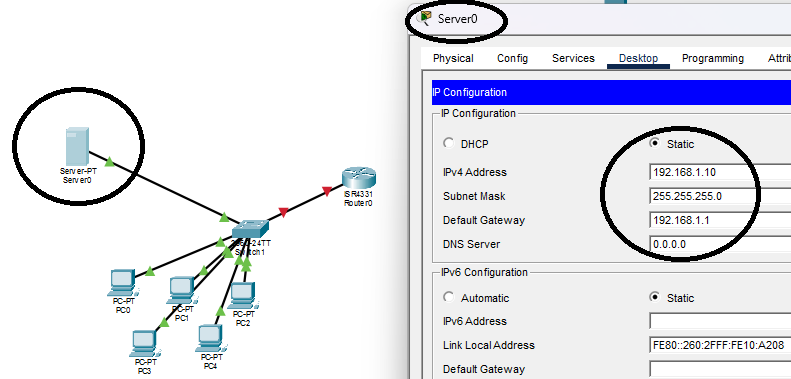 Server-PT
Server0
ISR4331
Router0
2960-24TT
Switch1
PC-PT
PC0
PC-PT
PC1
PC-PT
PC2
PC-PT
PC3
PC-PT
PC4
Server0
Physical Config Services Desktop Programming
IP Configuration
IP Configuration
DHCP Static
IPv4 Address 192.168.1.10
Subnet Mask 255.255.255.0
Default Gateway 192.168.1.1
DNS Server 0.0.0.0
IPv6 Configuration
Automatic Static
IPv6 Address
Link Local Address FE80::260:2FFF:FE10:A208
Default Gateway